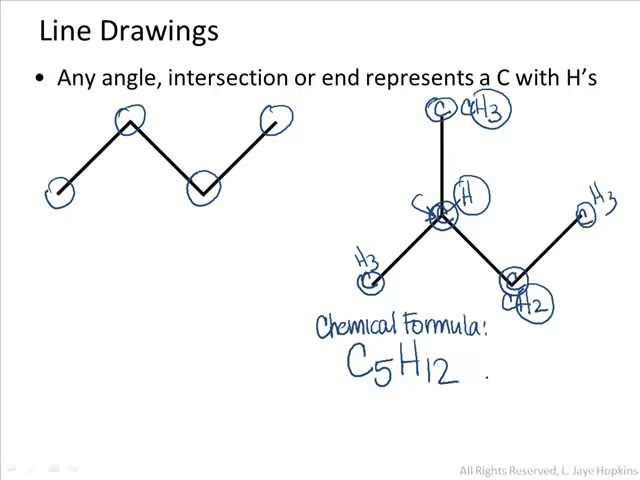 Line Drawings
• Any angle, intersection or end represents a C with H's
C CH3
C H
H3
C
H3
C
C
CH2
Chemical Formula:
C5H12
All Rights Reserved, L. Jaye Hopkins